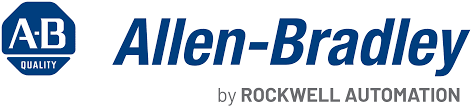 A-B
QUALITY
Allen-Bradley
by ROCKWELL AUTOMATION